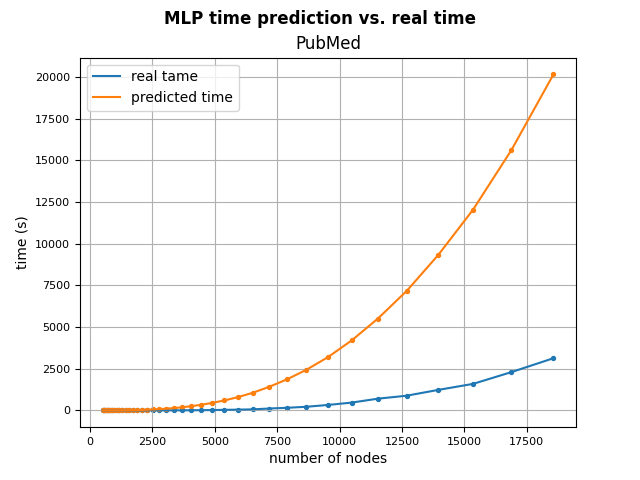 MLP time prediction vs. real time
PubMed
real tame
predicted time
time (s)
20000
17500
15000
12500
10000
7500
5000
2500
0
0 2500 5000 7500 10000 12500 15000 17500
number of nodes